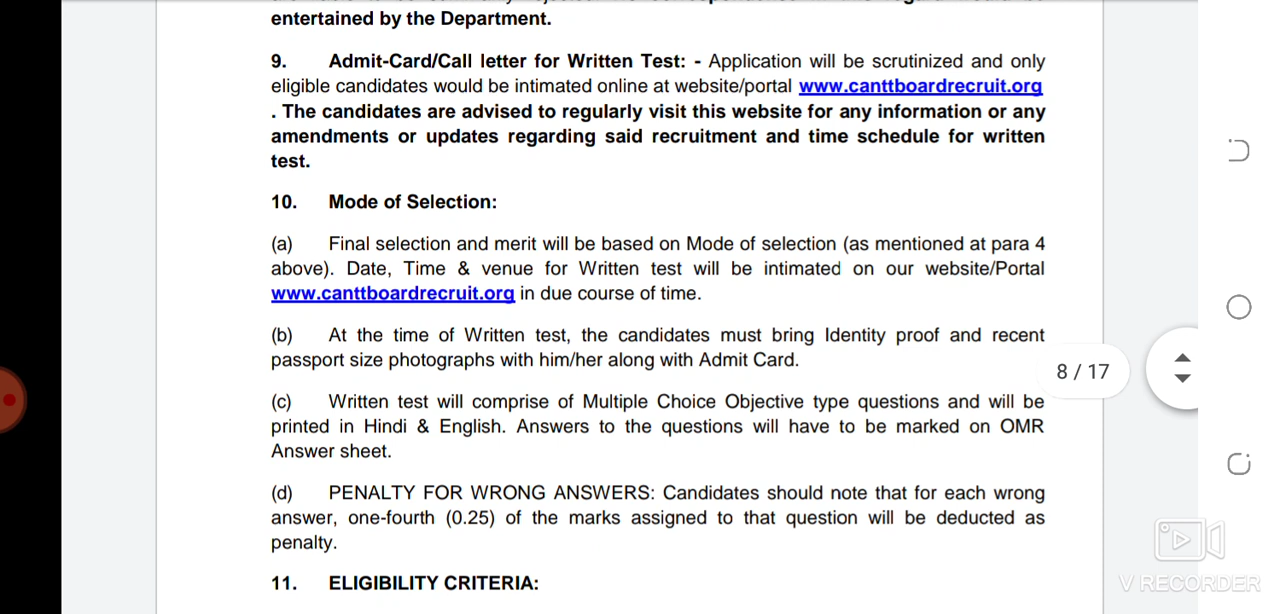 entertained by the Department.
9. Admit-Card/Call letter for Written Test: - Application will be scrutinized and only
eligible candidates would be intimated online at website/portal www.canttboardrecruit.org
. The candidates are advised to regularly visit this website for any information or any
amendments or updates regarding said recruitment and time schedule for written
test.
10. Mode of Selection:
(a) Final selection and merit will be based on Mode of selection (as mentioned at para 4
above). Date, Time & venue for Written test will be intimated on our website/Portal
www.canttboardrecruit.org in due course of time.
(b) At the time of Written test, the candidates must bring Identity proof and recent
passport size photographs with him/her along with Admit Card.
8 / 17
(c) Written test will comprise of Multiple Choice Objective type questions and will be
printed in Hindi & English. Answers to the questions will have to be marked on OMR
Answer sheet.
(d) PENALTY FOR WRONG ANSWERS: Candidates should note that for each wrong
answer, one-fourth (0.25) of the marks assigned to that question will be deducted as
penalty.
11. ELIGIBILITY CRITERIA:
V RECORDER